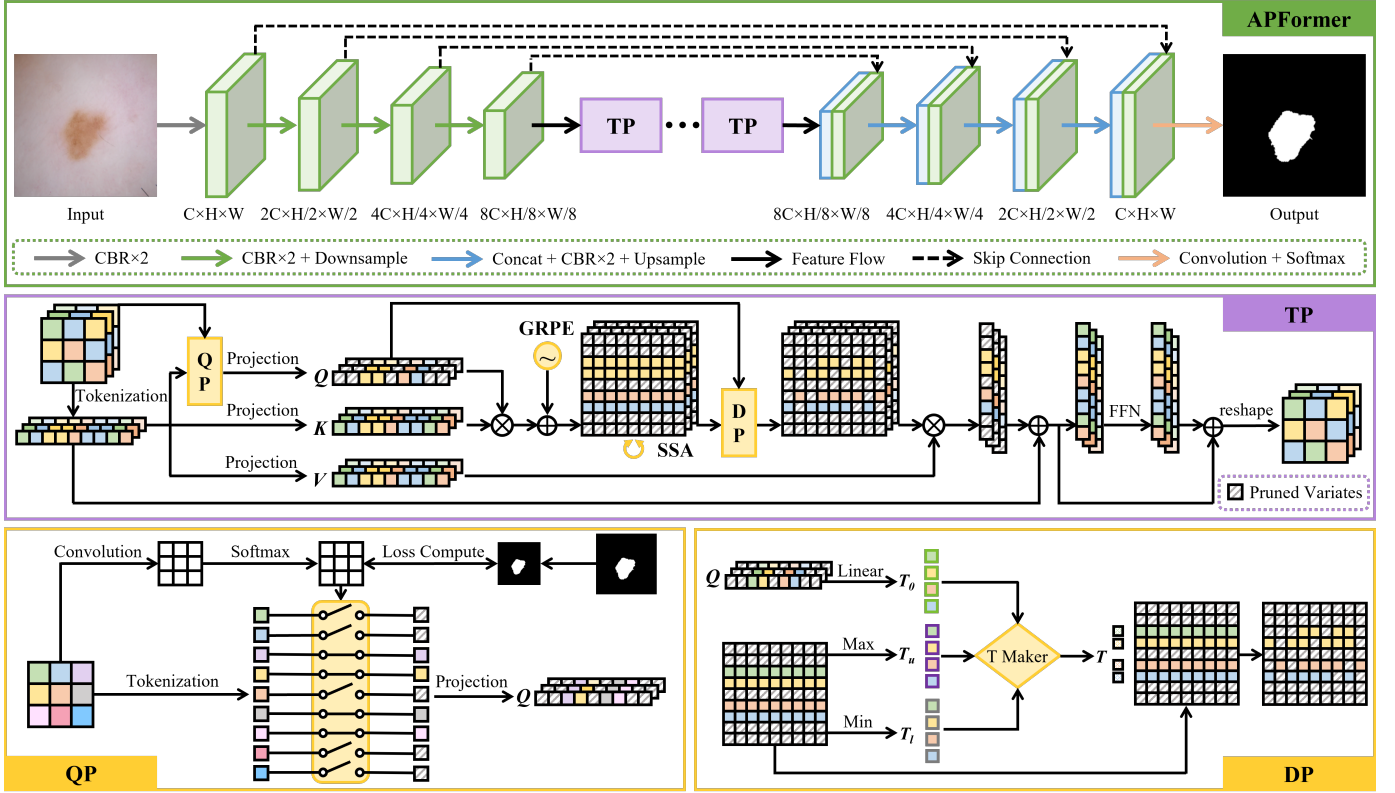 APFormer
TP
TP
Input
C×H×W
2C×H/2×W/2
4C×H/4×W/4
8C×H/8×W/8
8C×H/8×W/8
4C×H/4×W/4
2C×H/2×W/2
C×H×W
Output
CBR×2
CBR×2 + Downsample
Concat + CBR×2 + Upsample
Feature Flow
Skip Connection
Convolution + Softmax
TP
GRPE
Q
P
Projection
Q
Tokenization
Projection
K
D
P
FFN
reshape
SSA
Projection
V
Pruned Variates
Convolution
Softmax
Loss Compute
Tokenization
Projection
Q
QP
Q
Linear
T0
Max
Tu
T Maker
T
Min
Tl
DP